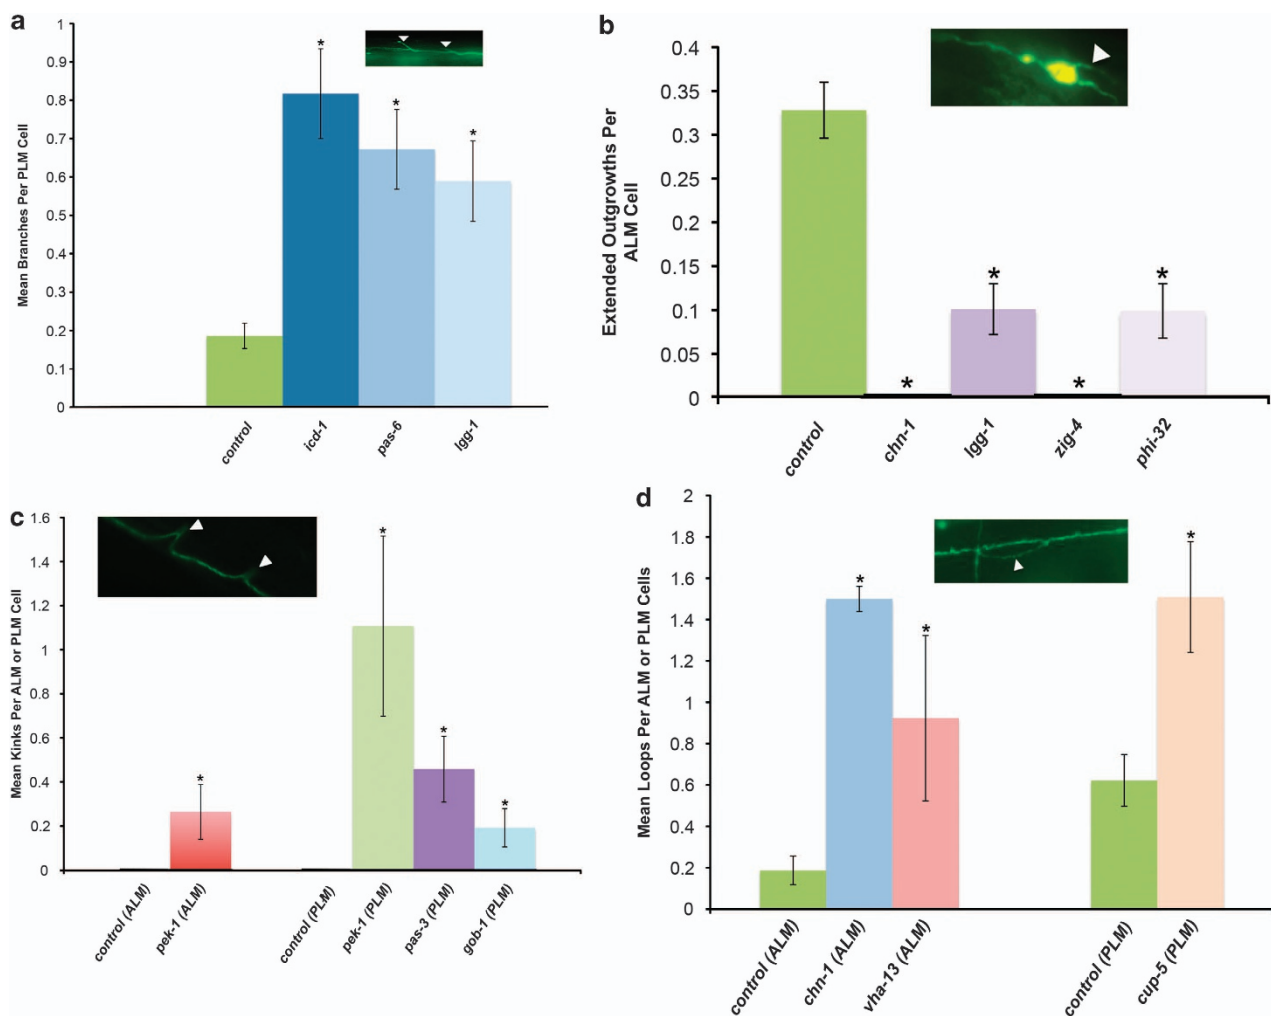 a
Mean Branches Per PLM Cell
1
0.9
0.8
0.7
0.6
0.5
0.4
0.3
0.2
0.1
0
*
*
*
control
icd-1
pas-6
lgg-1
b
Extended Outgrowths Per
ALM Cell
0.4
0.35
0.3
0.25
0.2
0.15
0.1
0.05
0
*
*
*
*
control
chn-1
lgg-1
zig-4
phi-32
c
Mean Kinks Per ALM or PLM Cell
1.6
1.4
1.2
1
0.8
0.6
0.4
0.2
0
*
*
*
*
control (ALM)
pek-1 (ALM)
control (PLM)
pek-1 (PLM)
pas-3 (PLM)
gob-1 (PLM)
d
Mean Loops Per ALM or PLM Cells
2
1.8
1.6
1.4
1.2
1
0.8
0.6
0.4
0.2
0
*
*
*
control (ALM)
chn-1 (ALM)
vha-13 (ALM)
control (PLM)
cup-5 (PLM)